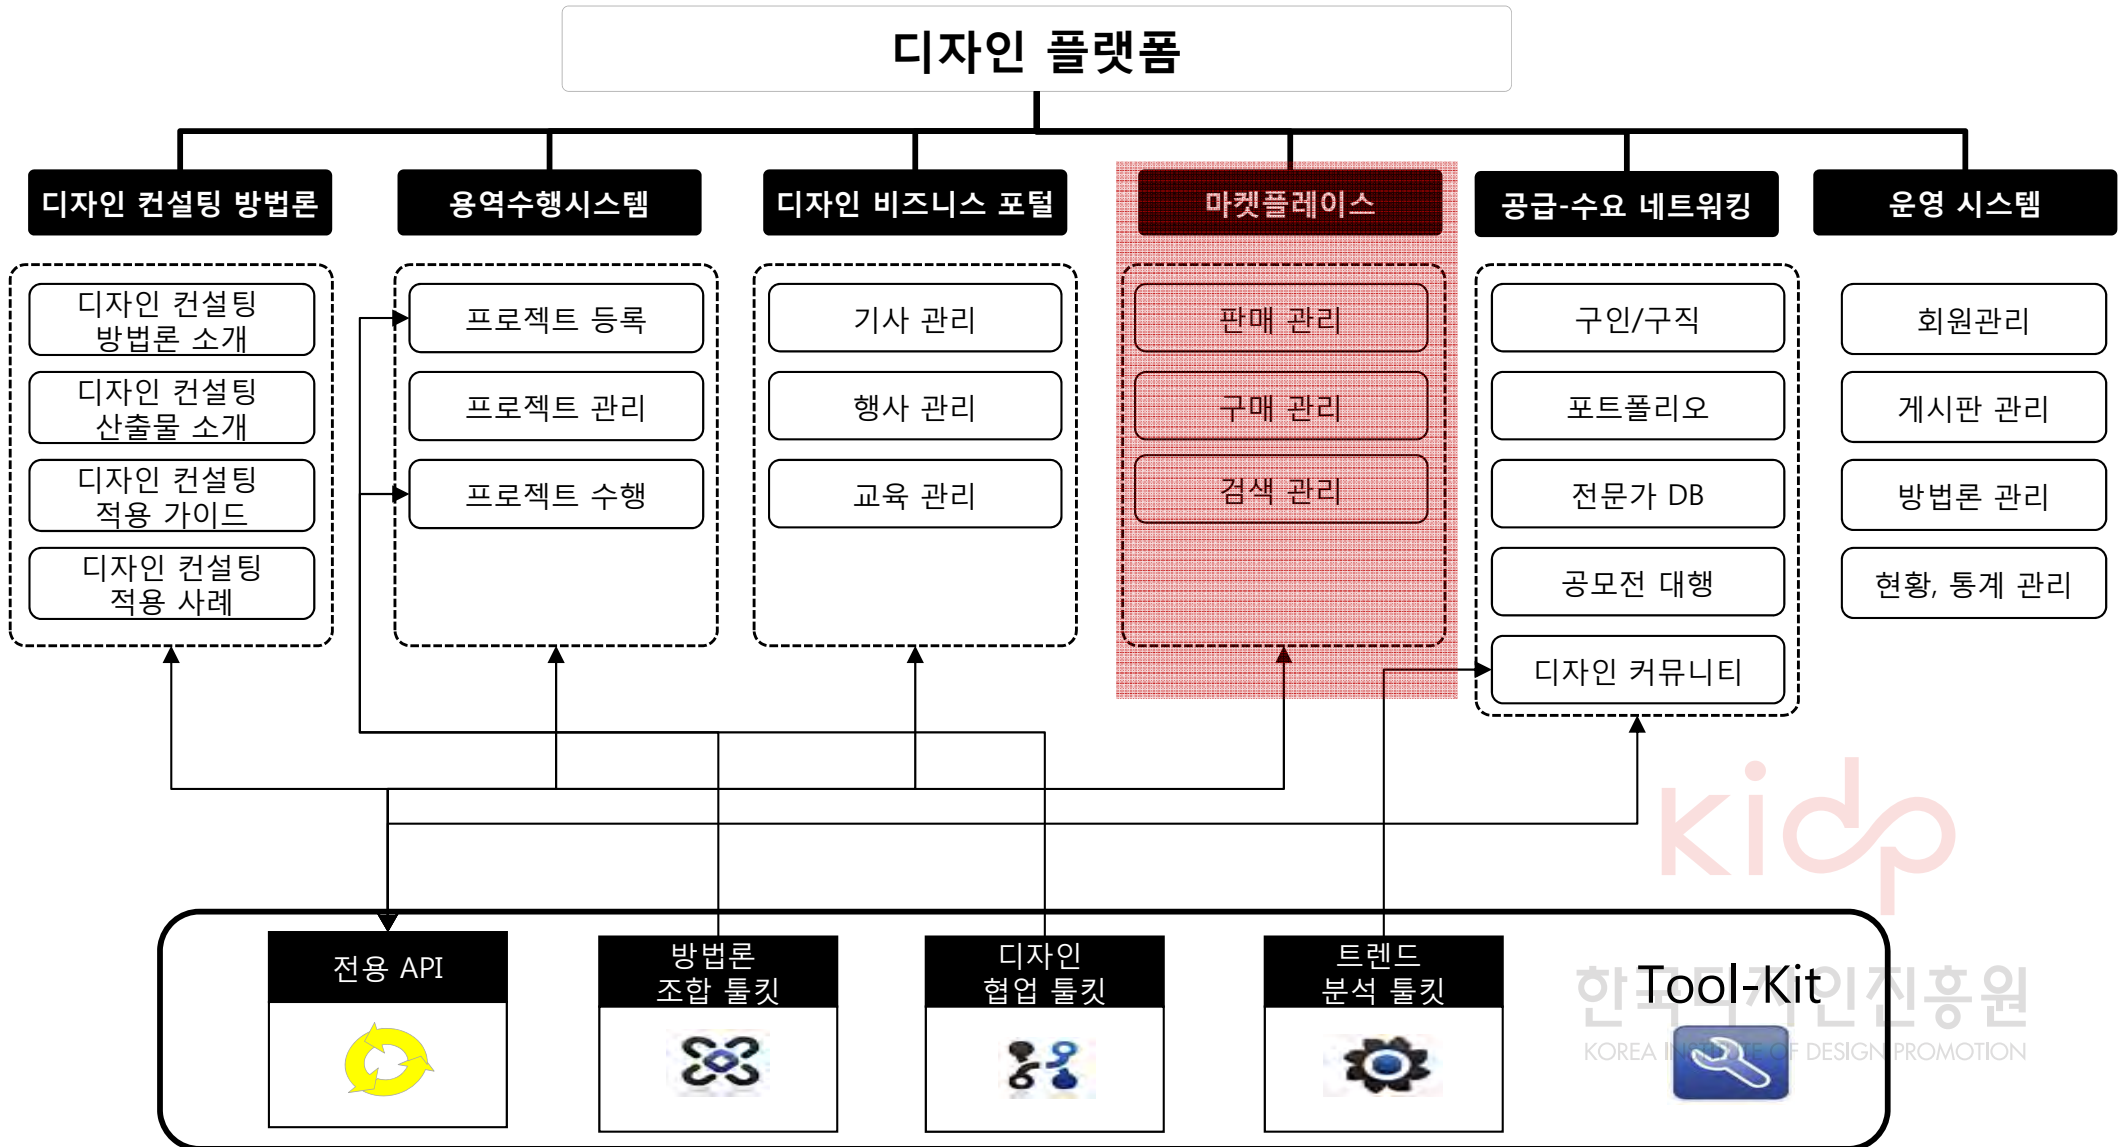 디자인 플랫폼
디자인 컨설팅 방법론
용역수행시스템
디자인 비즈니스 포털
마켓플레이스
공급-수요 네트워킹
운영 시스템
디자인 컨설팅
방법론 소개
디자인 컨설팅
산출물 소개
디자인 컨설팅
적용 가이드
디자인 컨설팅
적용 사례
프로젝트 등록
프로젝트 관리
프로젝트 수행
기사 관리
행사 관리
교육 관리
판매 관리
구매 관리
검색 관리
구인/구직
포트폴리오
전문가 DB
공모전 대행
디자인 커뮤니티
회원관리
게시판 관리
방법론 관리
현황, 통계 관리
전용 API
방법론
조합 툴킷
디자인
협업 툴킷
트렌드
분석 툴킷
Tool-Kit
kidp
한국디자인진흥원
KOREA INSTITUTE OF DESIGN PROMOTION